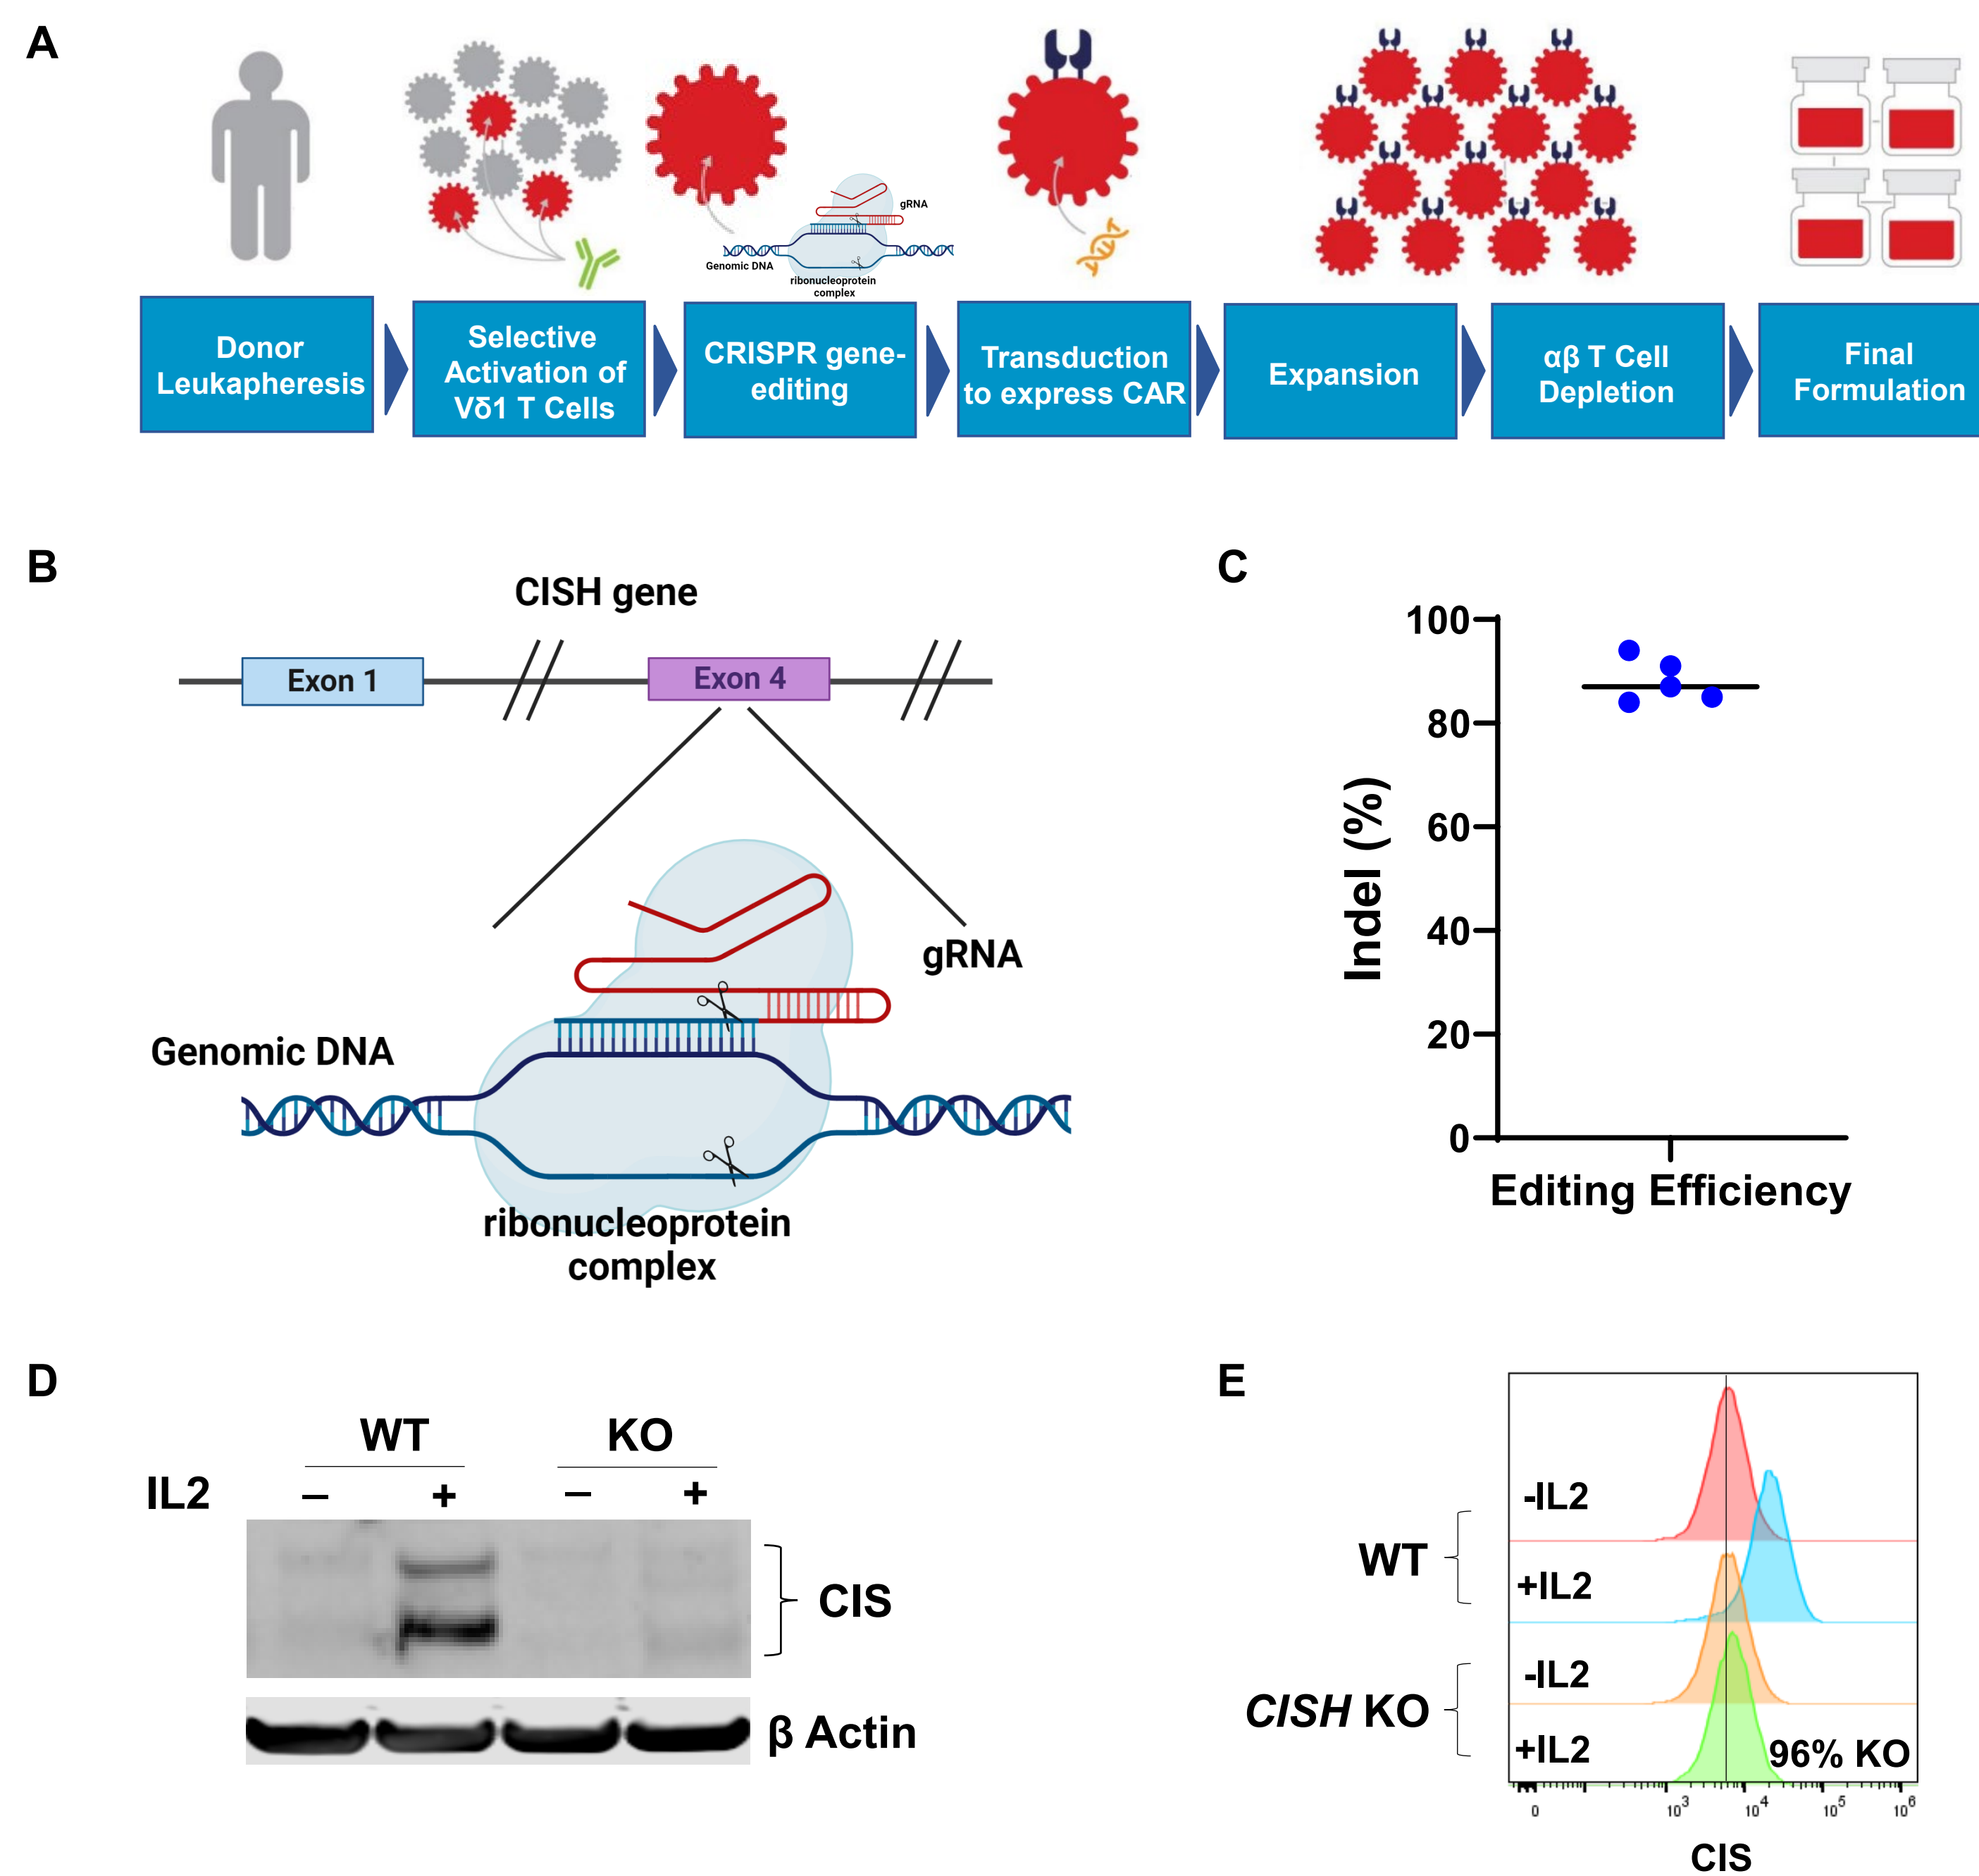 A
gRNA
Genomic DNA
ribonucleoprotein
complex
Donor
Leukapheresis
Selective
Activation of
Vδ1 T Cells
CRISPR gene-
editing
Transduction
to express CAR
Expansion
αβ T Cell
Depletion
Final
Formulation
B
CISH gene
Exon 1
Exon 4
gRNA
Genomic DNA
ribonucleoprotein
complex
C
100
80
60
40
20
0
Indel (%)
Editing Efficiency
D
WT KO
IL2 – + – +
CIS
β Actin
E
WT
-IL2
+IL2
CISH KO
-IL2
+IL2
96% KO
0 10³ 10⁴ 10⁵ 10⁶
CIS